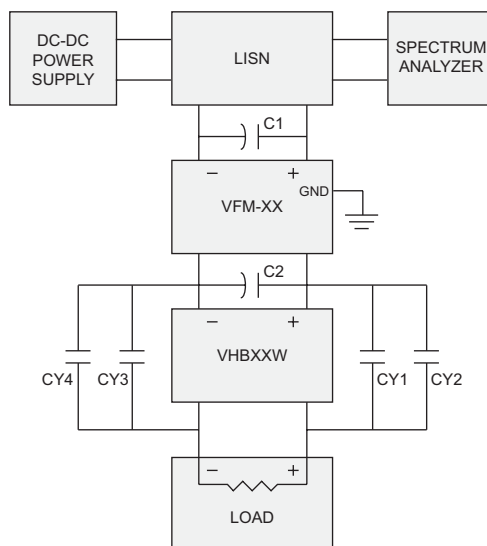 DC-DC
POWER
SUPPLY
LISN
SPECTRUM
ANALYZER
C1
− +
GND
VFM-XX
C2
− +
VHBXXW
CY4 CY3 CY1 CY2
− +
LOAD